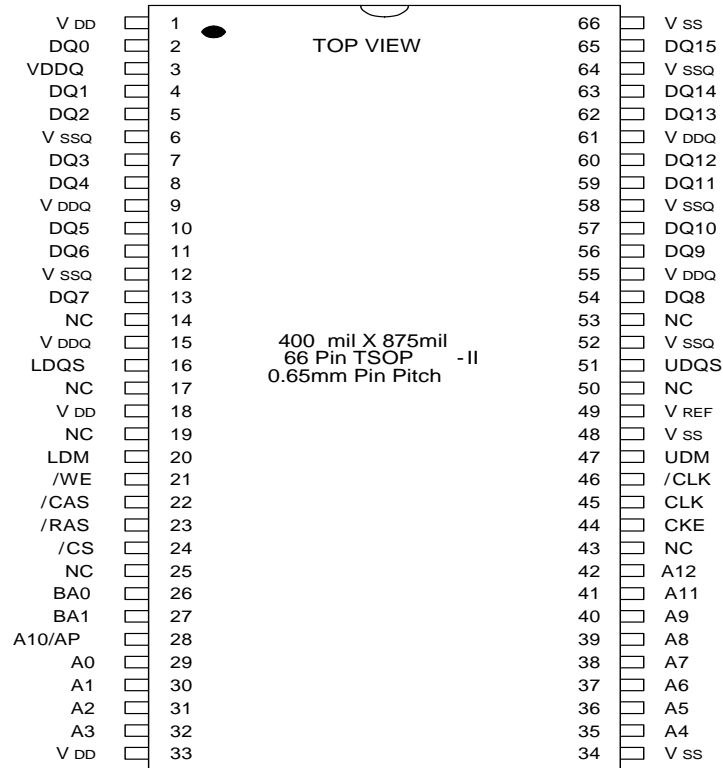 V DD 1 66 V SS
DQ0 2 TOP VIEW 65 DQ15
VDDQ 3 64 V SSQ
DQ1 4 63 DQ14
DQ2 5 62 DQ13
V SSQ 6 61 V DDQ
DQ3 7 60 DQ12
DQ4 8 59 DQ11
V DDQ 9 58 V SSQ
DQ5 10 57 DQ10
DQ6 11 56 DQ9
V SSQ 12 55 V DDQ
DQ7 13 54 DQ8
NC 14 53 NC
V DDQ 15 400 mil X 875mil 52 V SSQ
LDQS 16 66 Pin TSOP -II 51 UDQS
NC 17 0.65mm Pin Pitch 50 NC
V DD 18 49 V REF
NC 19 48 V SS
LDM 20 47 UDM
/WE 21 46 /CLK
/CAS 22 45 CLK
/RAS 23 44 CKE
/CS 24 43 NC
NC 25 42 A12
BA0 26 41 A11
BA1 27 40 A9
A10/AP 28 39 A8
A0 29 38 A7
A1 30 37 A6
A2 31 36 A5
A3 32 35 A4
V DD 33 34 V SS